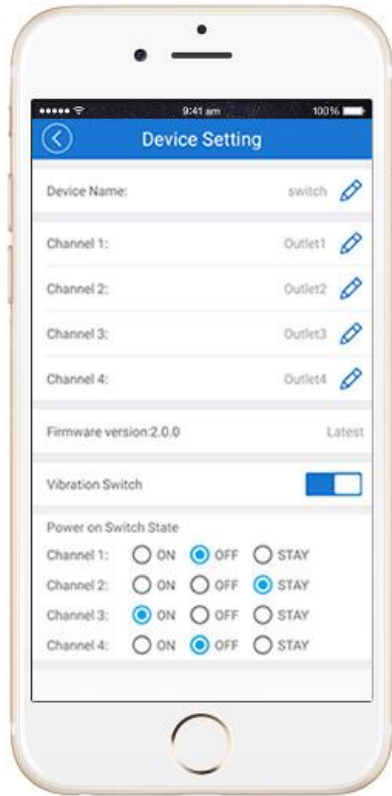 9:41 am 100%
Device Setting
Device Name: switch
Channel 1: Outlet1
Channel 2: Outlet2
Channel 3: Outlet3
Channel 4: Outlet4
Firmware version:2.0.0 Latest
Vibration Switch
Power on Switch State
Channel 1: ON OFF STAY
Channel 2: ON OFF STAY
Channel 3: ON OFF STAY
Channel 4: ON OFF STAY